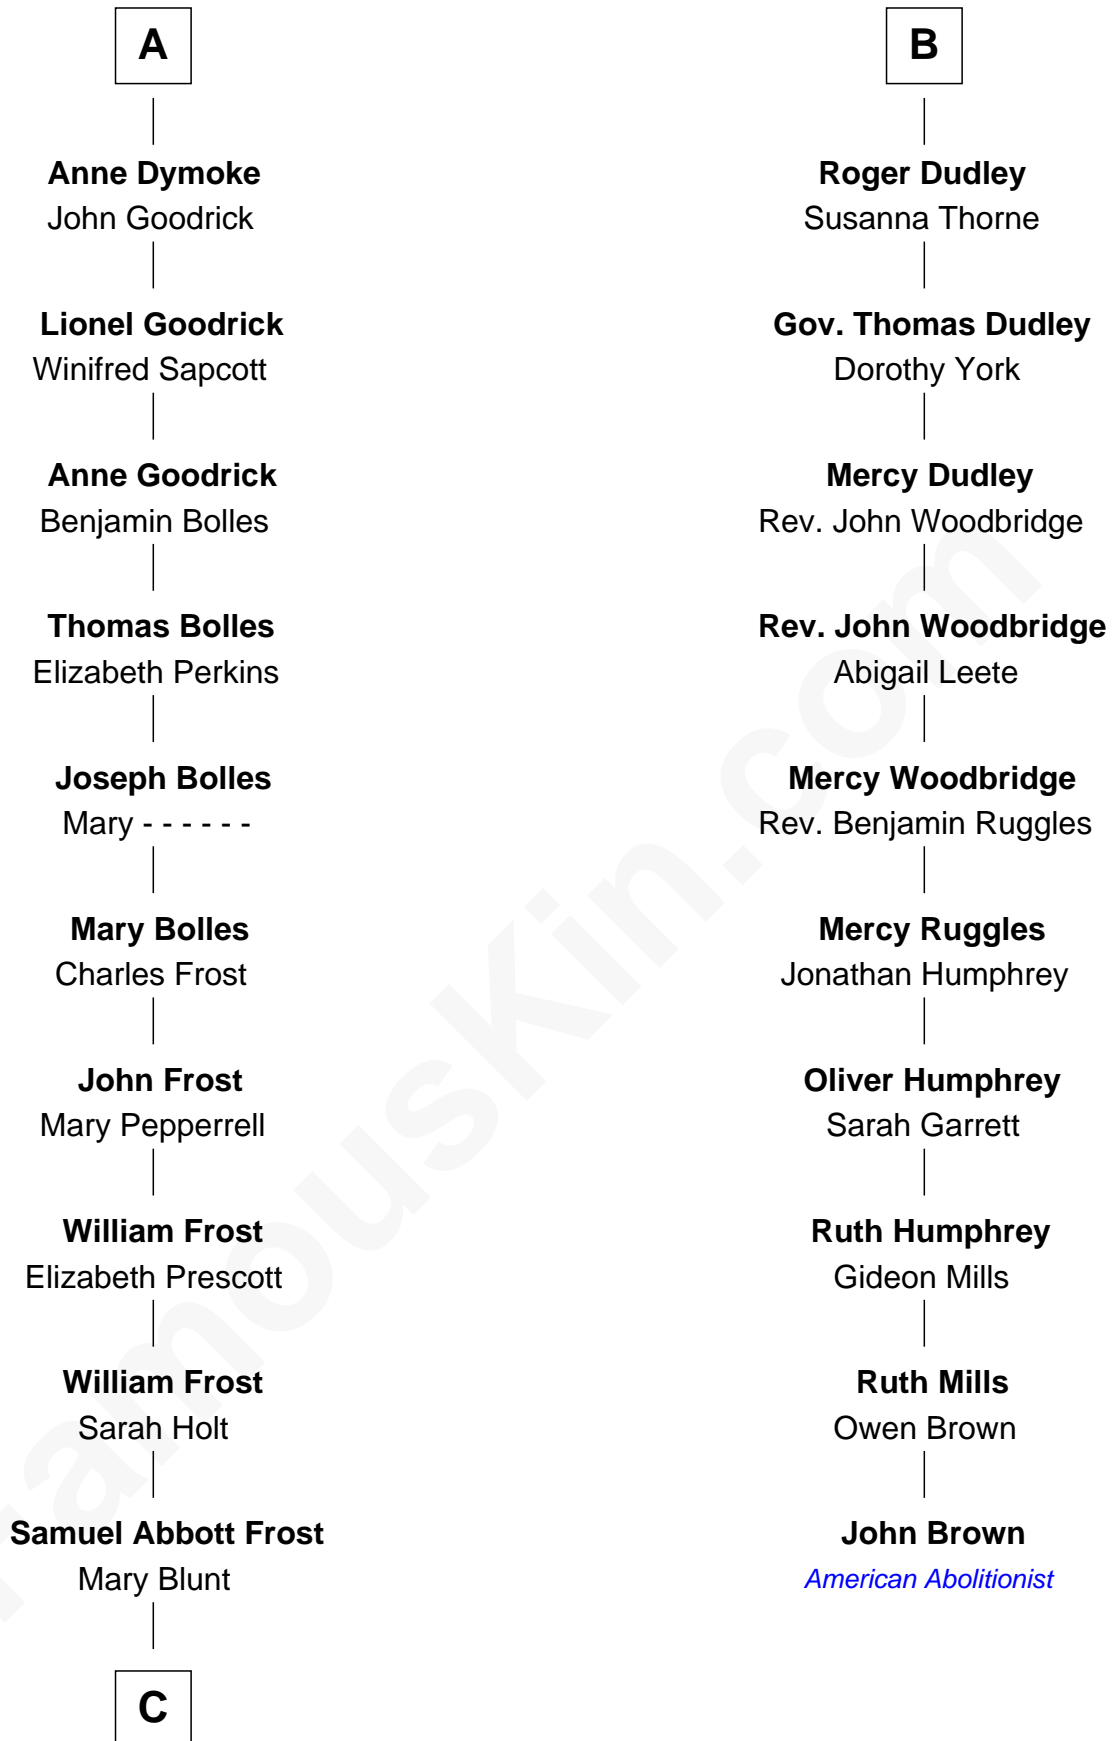 A
Anne Dymoke
John Goodrick
Lionel Goodrick
Winifred Sapcott
Anne Goodrick
Benjamin Bolles
Thomas Bolles
Elizabeth Perkins
Joseph Bolles
Mary - - - - - -
Mary Bolles
Charles Frost
John Frost
Mary Pepperrell
William Frost
Elizabeth Prescott
William Frost
Sarah Holt
Samuel Abbott Frost
Mary Blunt
C
B
Roger Dudley
Susanna Thorne
Gov. Thomas Dudley
Dorothy York
Mercy Dudley
Rev. John Woodbridge
Rev. John Woodbridge
Abigail Leete
Mercy Woodbridge
Rev. Benjamin Ruggles
Mercy Ruggles
Jonathan Humphrey
Oliver Humphrey
Sarah Garrett
Ruth Humphrey
Gideon Mills
Ruth Mills
Owen Brown
John Brown
American Abolitionist
FamousKin.com